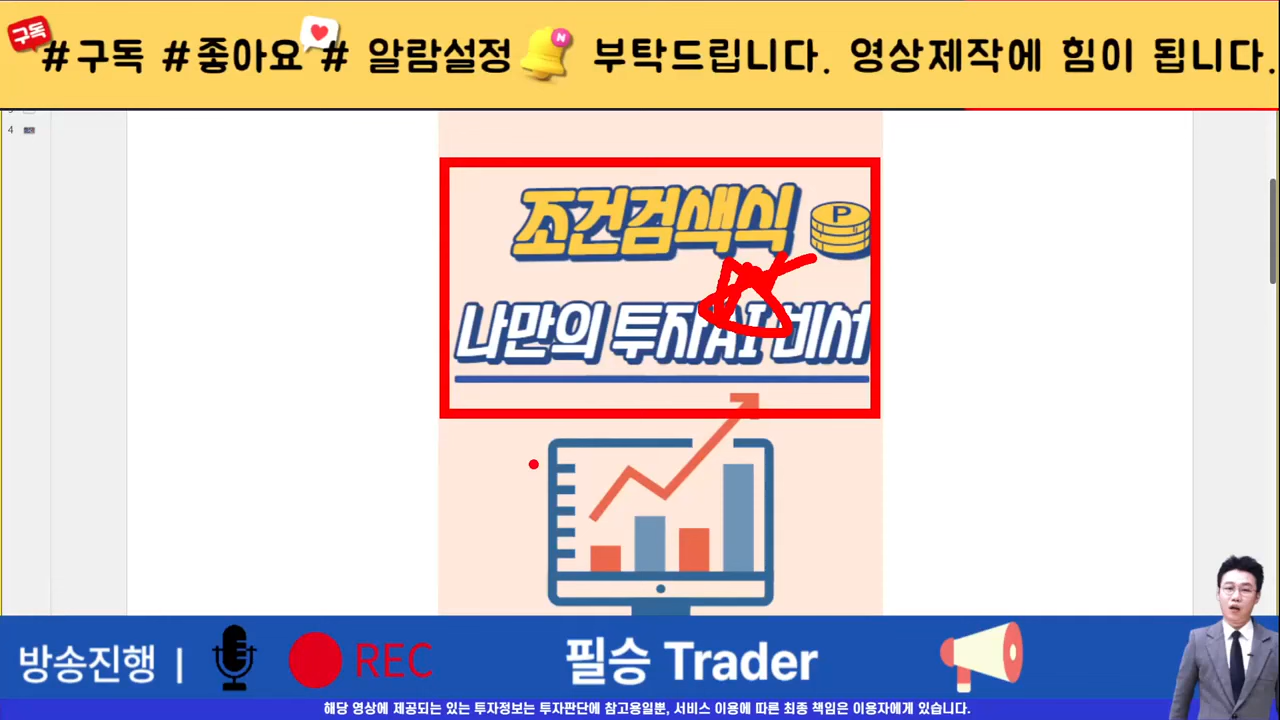 구독
#구독 #좋아요 # 알람설정 N 부탁드립니다. 영상제작에 힘이 됩니다.
4
조건검색식 P
나만의 투자AI 비서
방송진행 | REC 필승 Trader
해당 영상에 제공되는 있는 투자정보는 투자판단에 참고용일뿐, 서비스 이용에 따른 최종 책임은 이용자에게 있습니다.